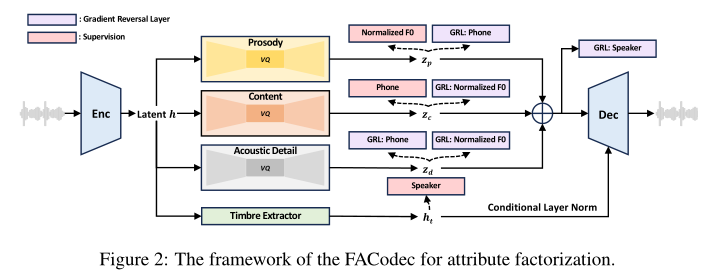 : Gradient Reversal Layer
: Supervision
Prosody
VQ
Normalized F0
GRL: Phone
z_p
GRL: Speaker
Enc
Latent h
Content
VQ
Phone
GRL: Normalized F0
z_c
Dec
Acoustic Detail
VQ
GRL: Phone
GRL: Normalized F0
z_d
Speaker
Timbre Extractor
h_t
Conditional Layer Norm
Figure 2: The framework of the FACodec for attribute factorization.